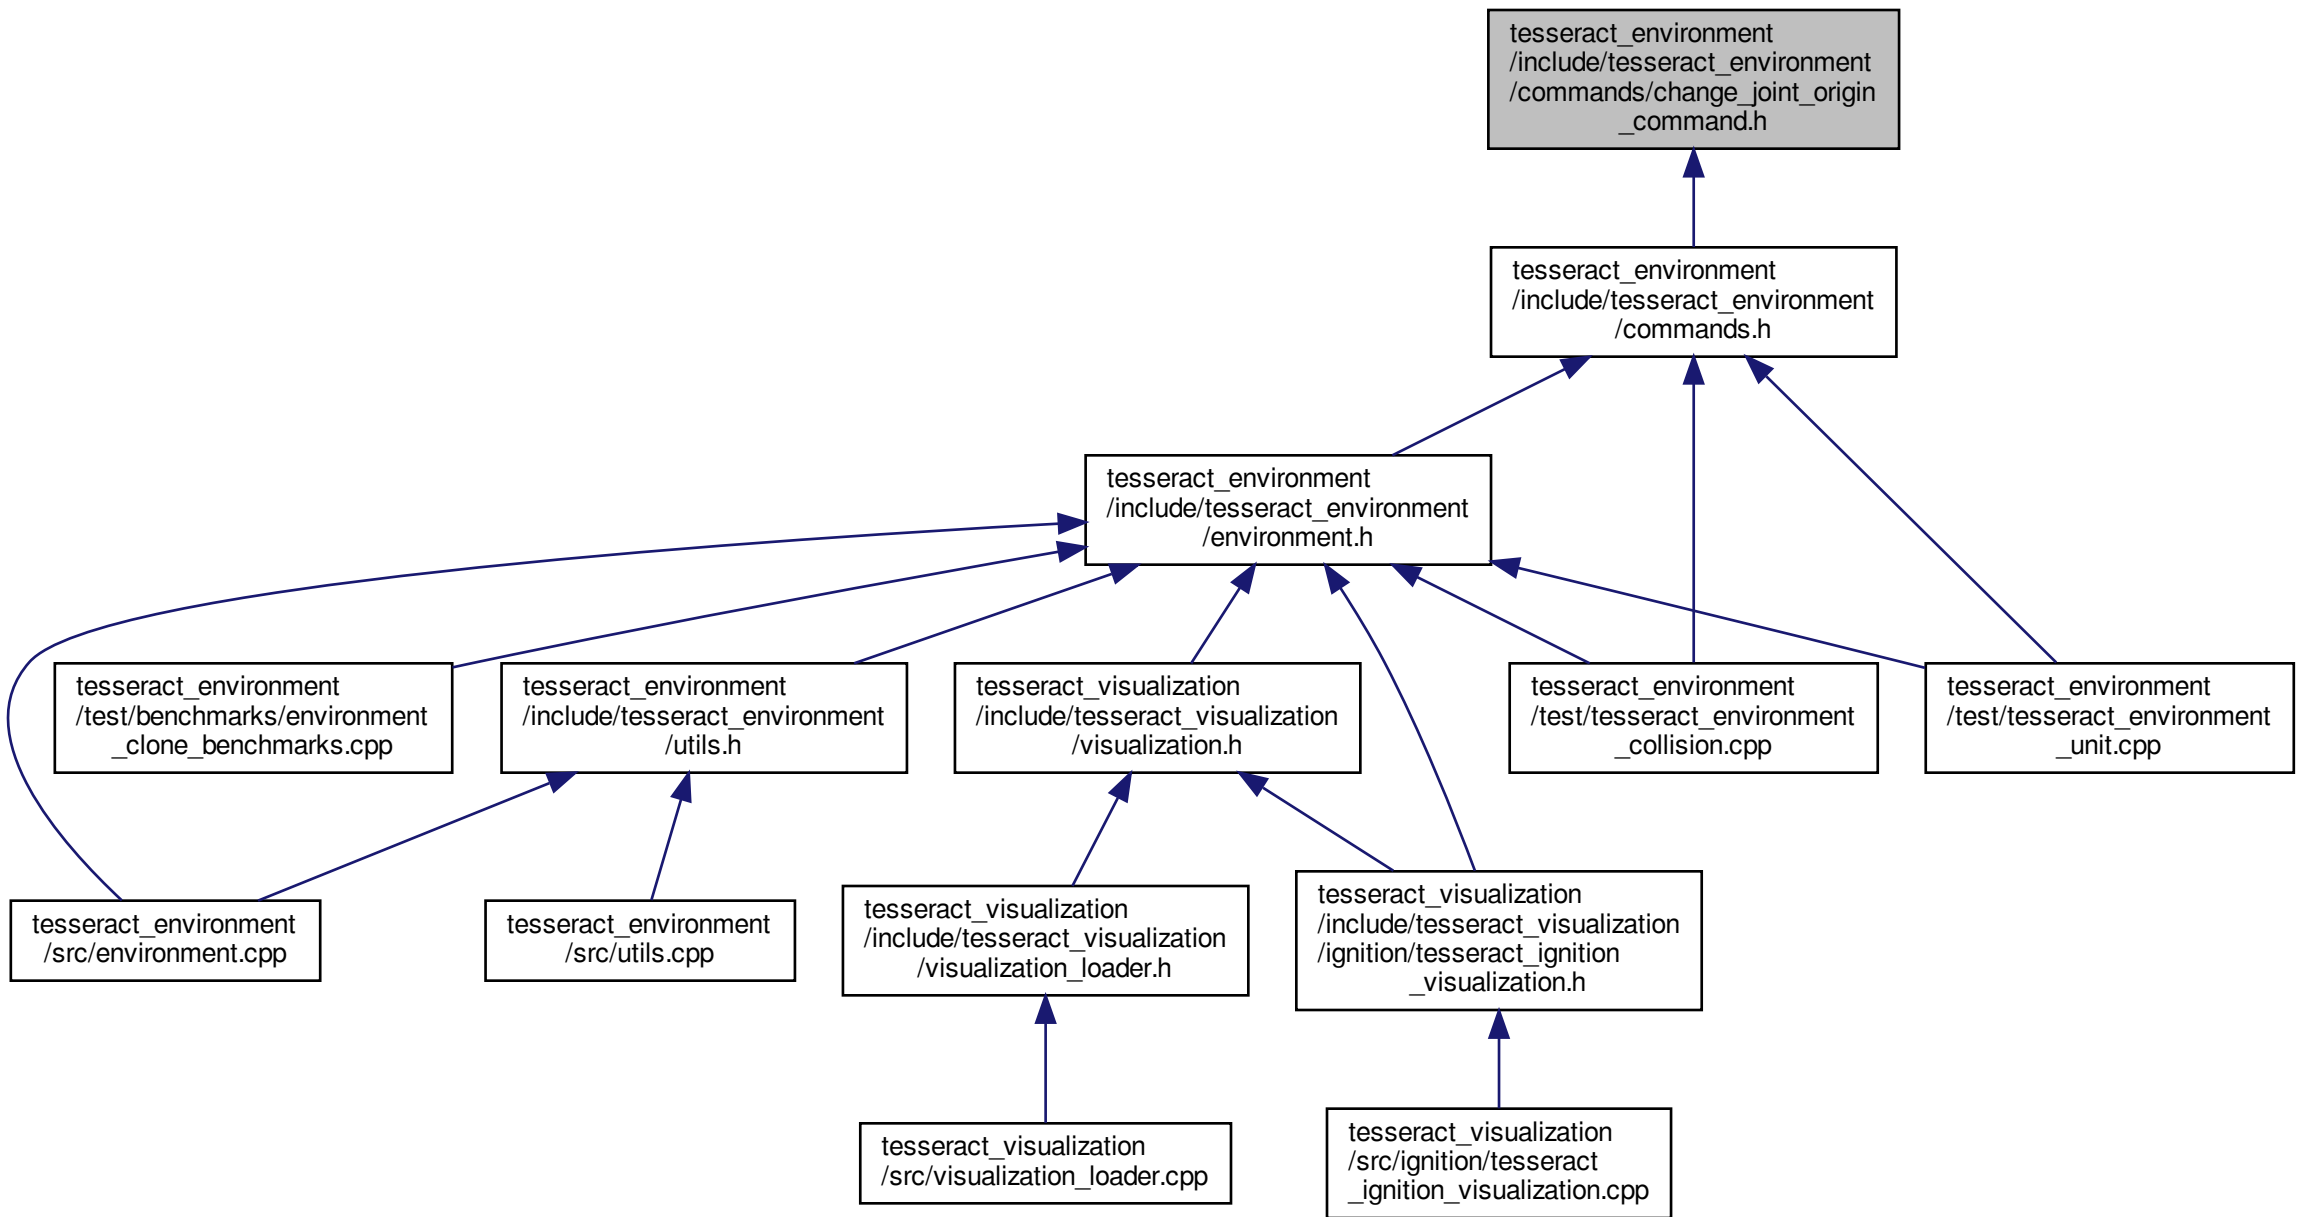 tesseract_environment
/include/tesseract_environment
/commands/change_joint_origin
_command.h
tesseract_environment
/include/tesseract_environment
/commands.h
tesseract_environment
/include/tesseract_environment
/environment.h
tesseract_environment
/test/benchmarks/environment
_clone_benchmarks.cpp
tesseract_environment
/include/tesseract_environment
/utils.h
tesseract_visualization
/include/tesseract_visualization
/visualization.h
tesseract_environment
/test/tesseract_environment
_collision.cpp
tesseract_environment
/test/tesseract_environment
_unit.cpp
tesseract_environment
/src/environment.cpp
tesseract_environment
/src/utils.cpp
tesseract_visualization
/include/tesseract_visualization
/visualization_loader.h
tesseract_visualization
/include/tesseract_visualization
/ignition/tesseract_ignition
_visualization.h
tesseract_visualization
/src/visualization_loader.cpp
tesseract_visualization
/src/ignition/tesseract
_ignition_visualization.cpp